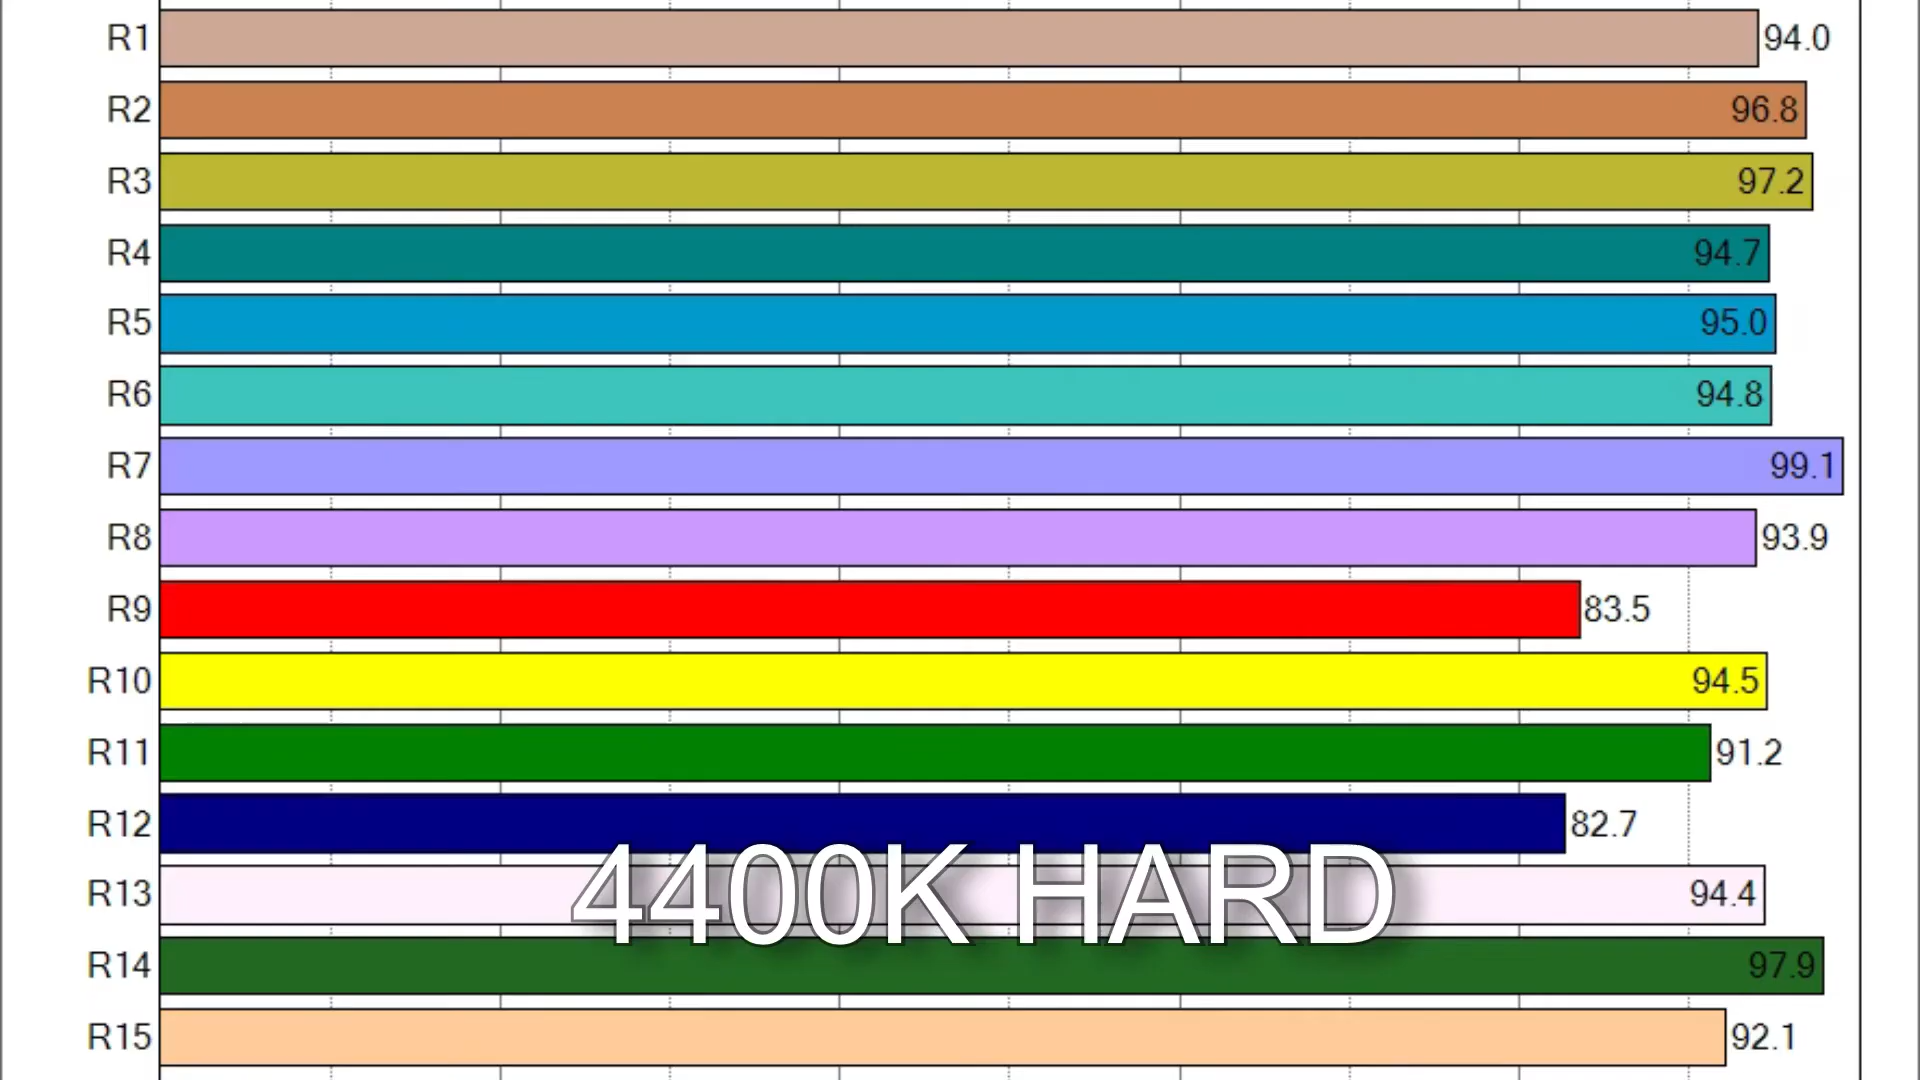 R1 94.0
R2 96.8
R3 97.2
R4 94.7
R5 95.0
R6 94.8
R7 99.1
R8 93.9
R9 83.5
R10 94.5
R11 91.2
R12 82.7
4400K HARD
R13 94.4
R14 97.9
R15 92.1